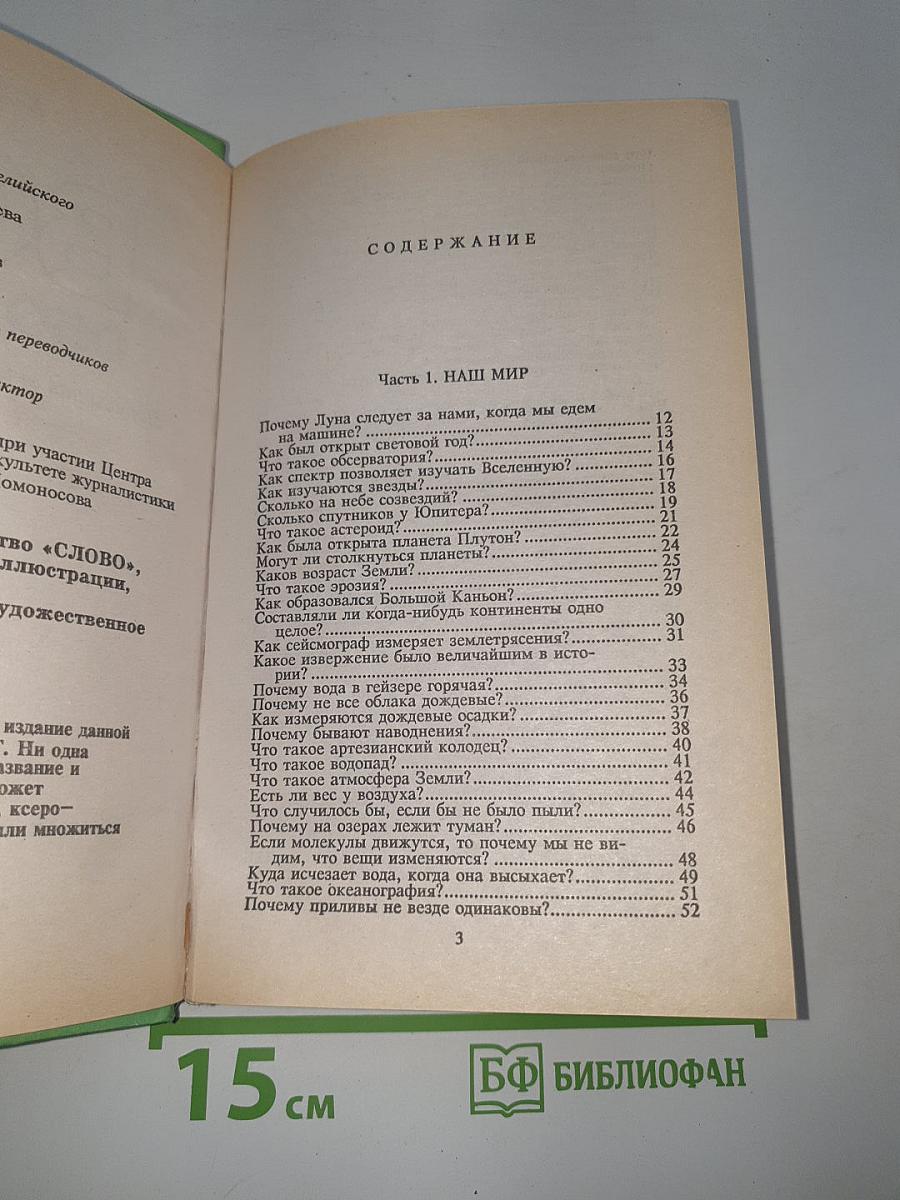 ова
в
переводчиков
при участии Центра
культете журналистики
омоносова
тво «СЛОВО»,
ллюстрации,
удожественное
издание данной
Ни одна
азвание и
ожет
ксеро—
или множиться
СОДЕРЖАНИЕ
Часть 1. НАШ МИР
Почему Луна следует за нами, когда мы едем
на машине? ... 12
Как был открыт световой год? ... 13
Что такое обсерватория? ... 14
Как спектр позволяет изучать Вселенную? ... 16
Как изучаются звезды? ... 17
Сколько на небе созвездий? ... 18
Сколько спутников у Юпитера? ... 19
Что такое астероид? ... 21
Как была открыта планета Плутон? ... 22
Могут ли столкнуться планеты? ... 24
Каков возраст Земли? ... 25
Что такое эрозия? ... 27
Как образовался Большой Каньон? ... 29
Составляли ли когда-нибудь континенты одно
целое? ... 30
Как сейсмограф измеряет землетрясения? ... 31
Какое извержение было величайшим в исто-
рии? ... 33
Почему вода в гейзере горячая? ... 34
Почему не все облака дождевые? ... 36
Как измеряются дождевые осадки? ... 37
Почему бывают наводнения? ... 38
Что такое артезианский колодец? ... 40
Что такое водопад? ... 41
Что такое атмосфера Земли? ... 42
Есть ли вес у воздуха? ... 44
Что случилось бы, если бы не было пыли? ... 45
Почему на озерах лежит туман? ... 46
Если молекулы движутся, то почему мы не ви-
дим, что вещи изменяются? ... 48
Куда исчезает вода, когда она высыхает? ... 49
Что такое океанография? ... 51
Почему приливы не везде одинаковы? ... 52
3
15 см
БФ БИБЛИОФАН